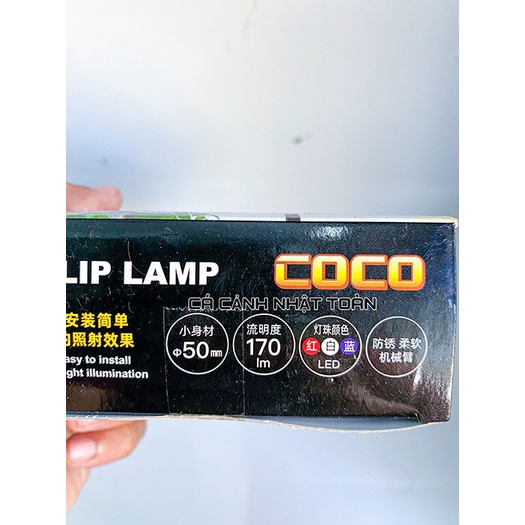 LIP LAMP
COCO
CÁ CẢNH NHẬT TOÀN
安装简单
照射效果
asy to install
ght illumination
小身材
Φ50mm
流明度
170
lm
灯珠颜色
红 白 蓝
LED
防锈 柔软
机械臂